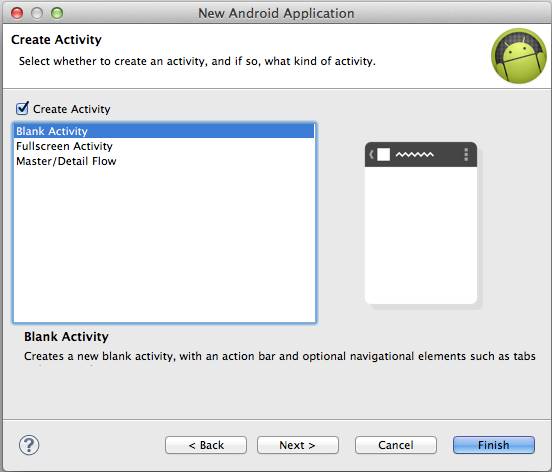 New Android Application
Create Activity
Select whether to create an activity, and if so, what kind of activity.
Create Activity
Blank Activity
Fullscreen Activity
Master/Detail Flow
Blank Activity
Creates a new blank activity, with an action bar and optional navigational elements such as tabs
?
< Back
Next >
Cancel
Finish